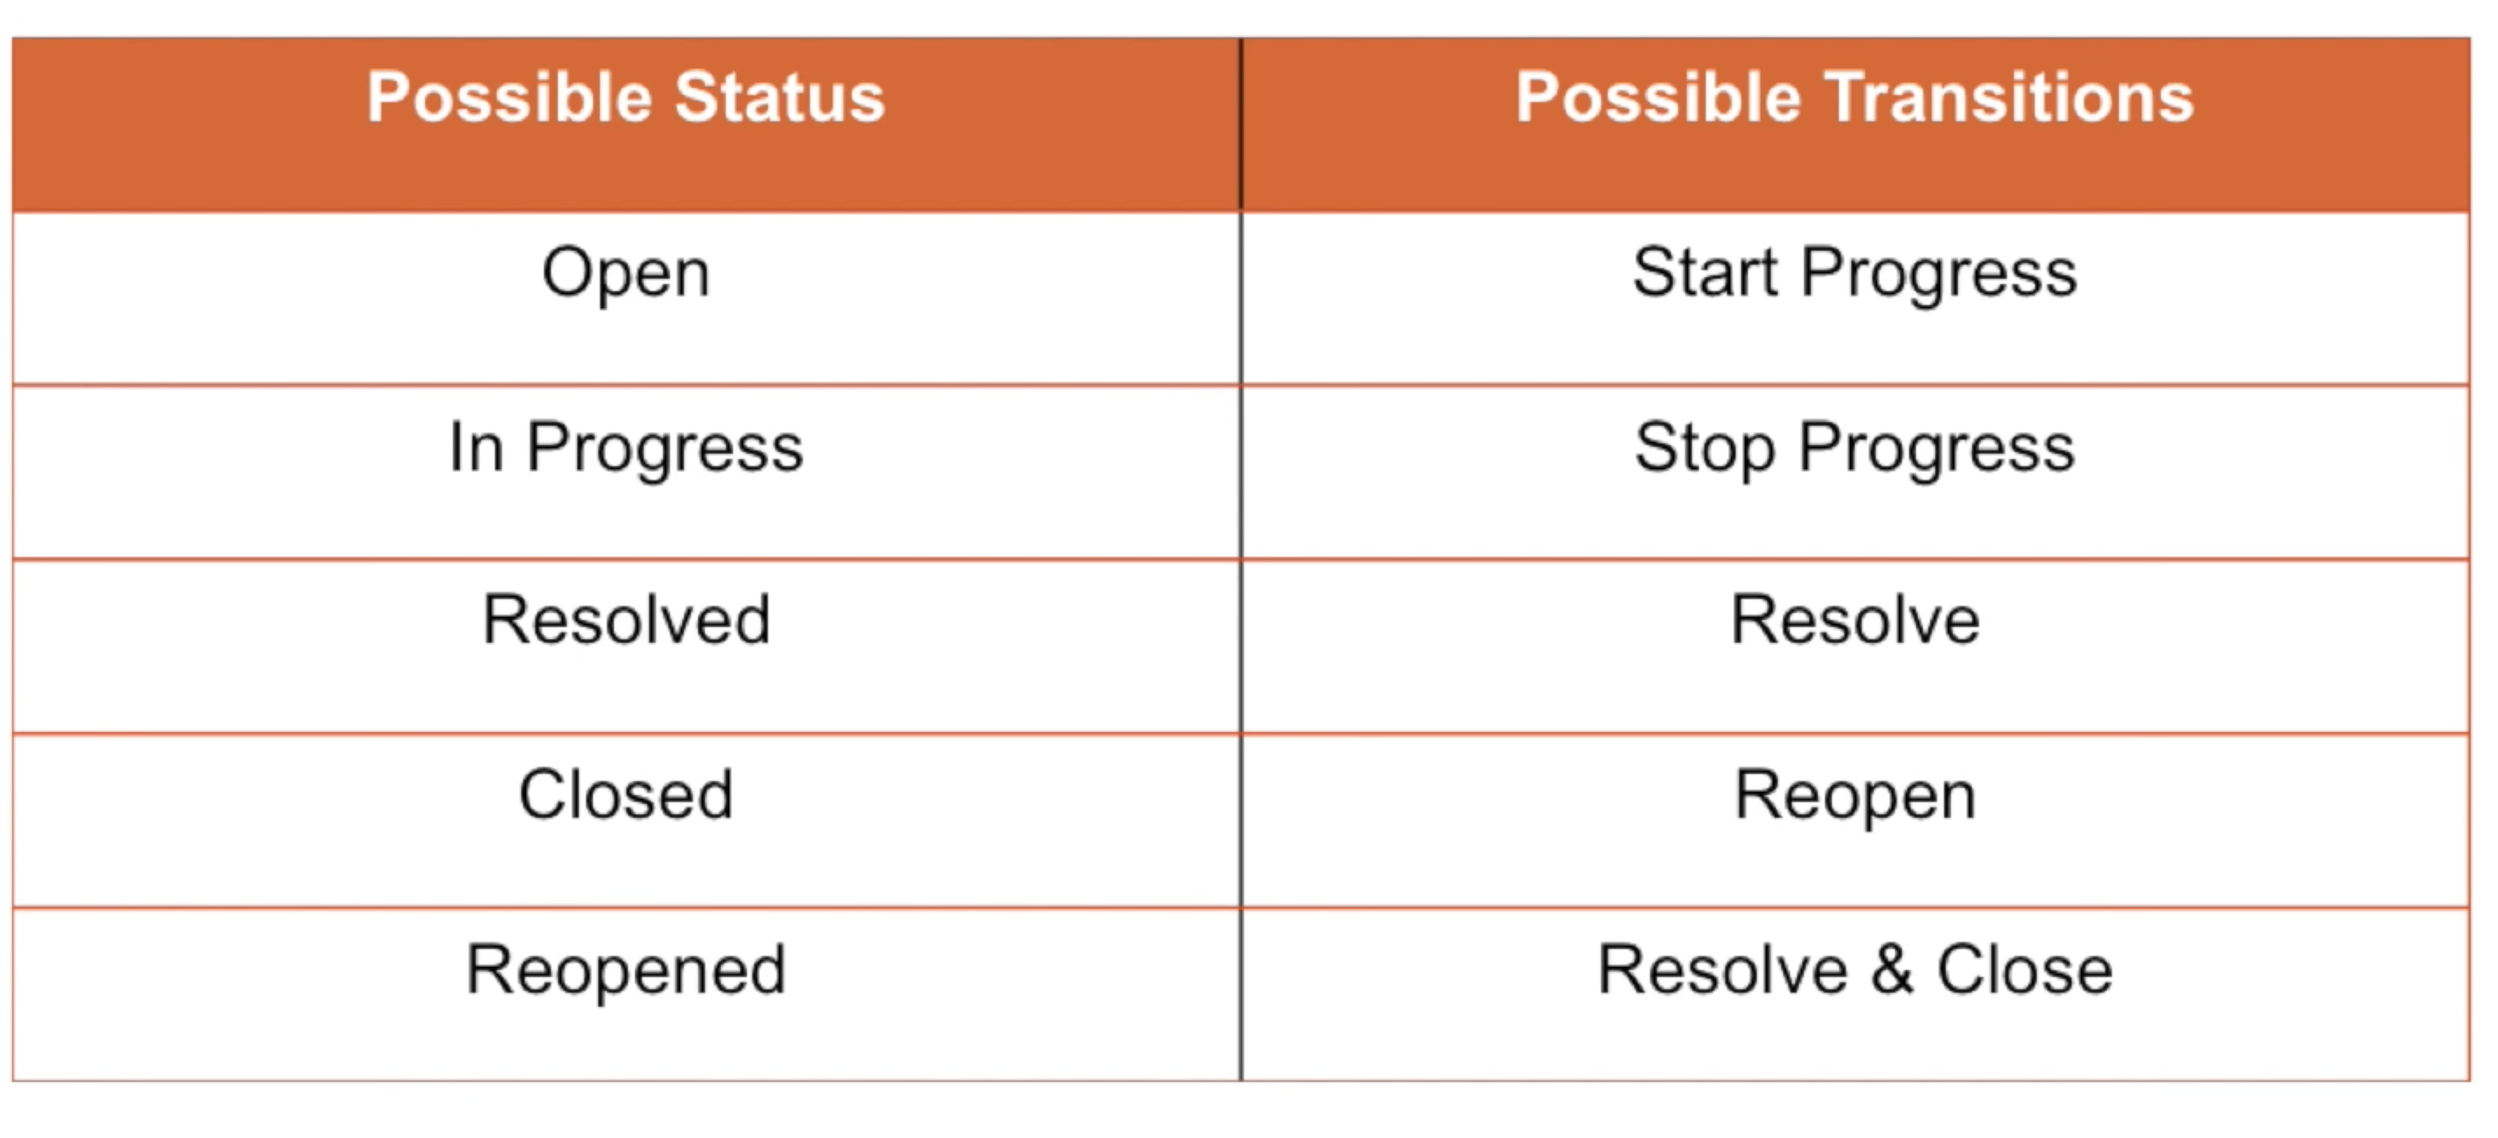 Possible Status Possible Transitions
Open Start Progress
In Progress Stop Progress
Resolved Resolve
Closed Reopen
Reopened Resolve & Close